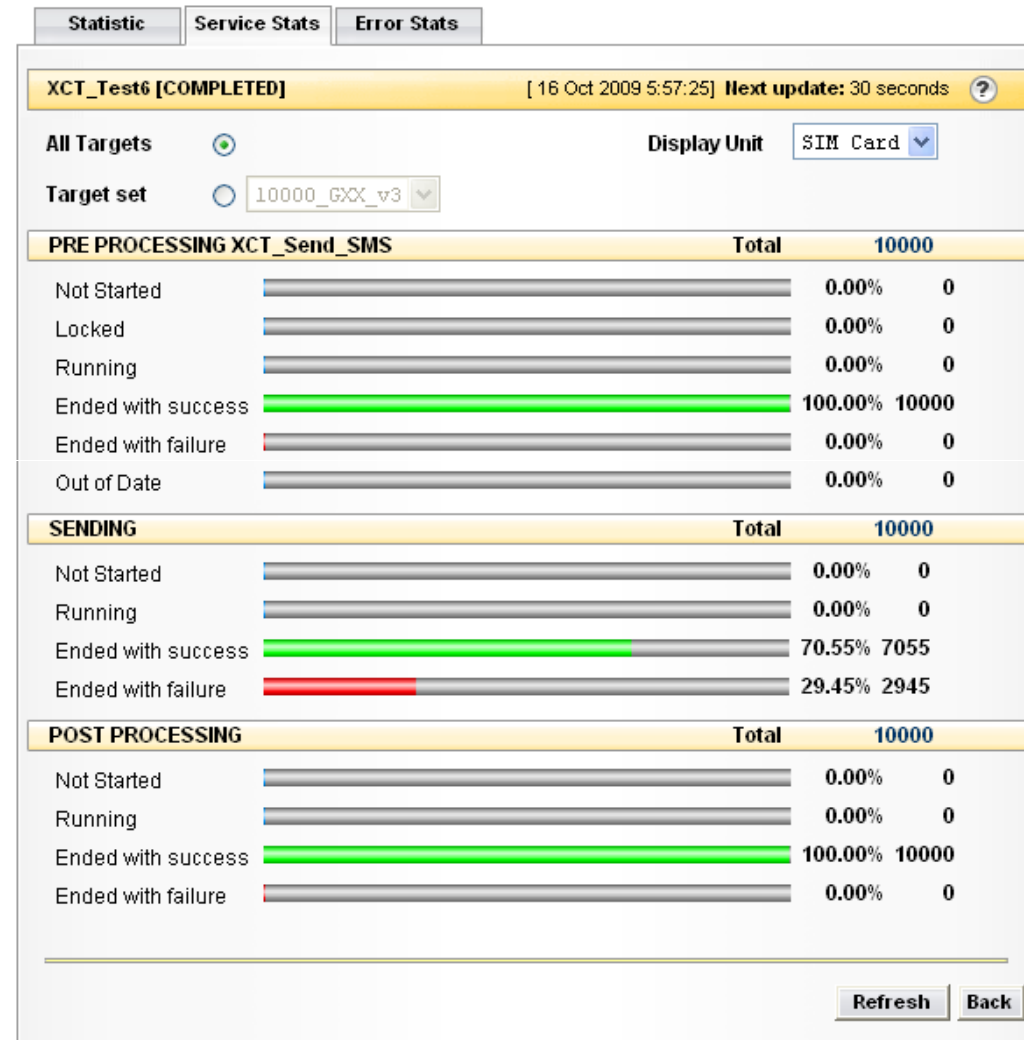 Statistic Service Stats Error Stats
XCT_Test6 [COMPLETED] [ 16 Oct 2009 5:57:25] Next update: 30 seconds ?
All Targets Display Unit SIM Card
Target set 10000_GXX_v3
PRE PROCESSING XCT_Send_SMS Total 10000
Not Started 0.00% 0
Locked 0.00% 0
Running 0.00% 0
Ended with success 100.00% 10000
Ended with failure 0.00% 0
Out of Date 0.00% 0
SENDING Total 10000
Not Started 0.00% 0
Running 0.00% 0
Ended with success 70.55% 7055
Ended with failure 29.45% 2945
POST PROCESSING Total 10000
Not Started 0.00% 0
Running 0.00% 0
Ended with success 100.00% 10000
Ended with failure 0.00% 0
Refresh Back